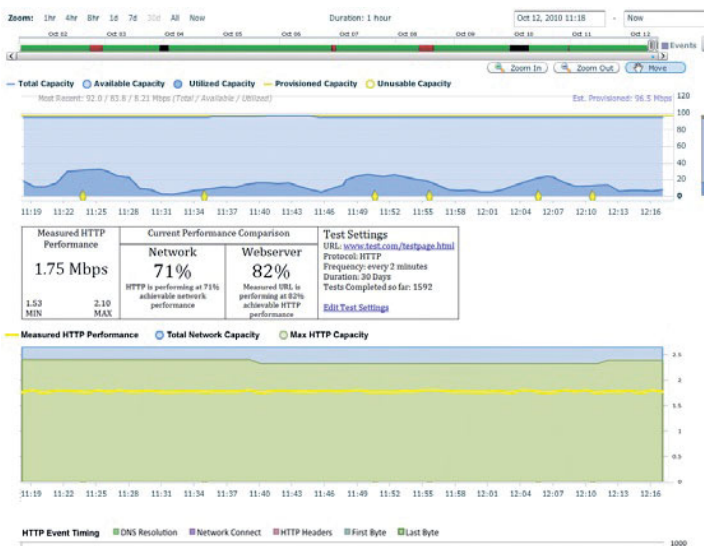 Zoom: 1hr 4hr 8hr 1d 7d 30d All Now Duration: 1 hour Oct 12, 2010 11:18 - Now
Oct 02 Oct 03 Oct 04 Oct 05 Oct 06 Oct 07 Oct 08 Oct 09 Oct 10 Oct 11 Oct 12
Events
Zoom In Zoom Out Move
Total Capacity Available Capacity Utilized Capacity Provisioned Capacity Unusable Capacity
Most Recent: 92.0 / 83.8 / 8.21 Mbps (Total / Available / Utilized) Est. Provisioned: 96.5 Mbps
120
100
80
60
40
20
0
11:19 11:22 11:25 11:28 11:31 11:34 11:37 11:40 11:43 11:46 11:49 11:52 11:55 11:58 12:01 12:04 12:07 12:10 12:13 12:16
Measured HTTP
Performance
1.75 Mbps
1.53 2.10
MIN MAX
Current Performance Comparison
Network
71%
HTTP is performing at 71%
achievable network
performance
Webserver
82%
Measured URL is
performing at 82%
achievable HTTP
performance
Test Settings
URL: www.test.com/testpage.html
Protocol: HTTP
Frequency: every 2 minutes
Duration: 30 Days
Tests Completed so far: 1592
Edit Test Settings
Measured HTTP Performance Total Network Capacity Max HTTP Capacity
2.5
2
1.5
1
0.5
0
11:19 11:22 11:25 11:28 11:31 11:34 11:37 11:40 11:43 11:46 11:49 11:52 11:55 11:58 12:01 12:04 12:07 12:10 12:13 12:16
HTTP Event Timing DNS Resolution Network Connect HTTP Headers First Byte Last Byte
1000